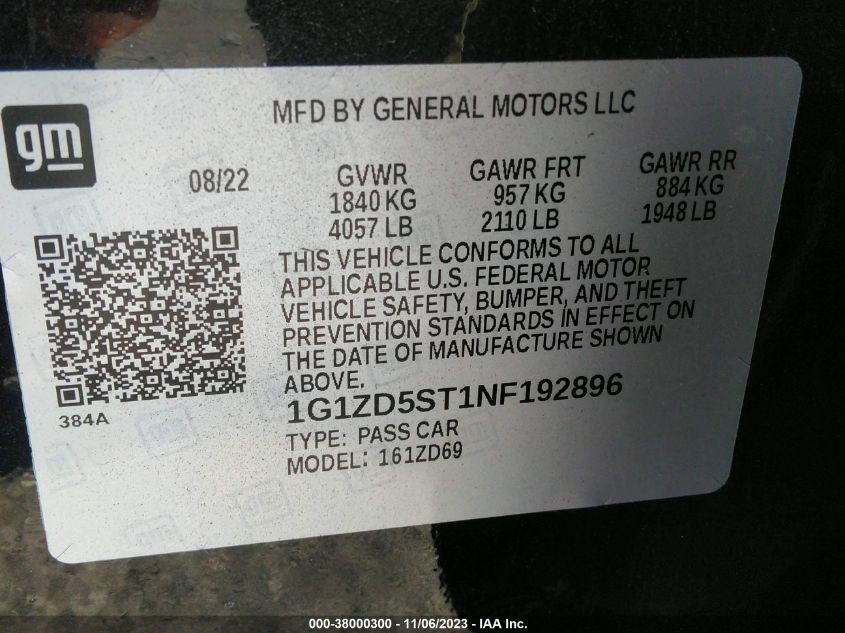 MFD BY GENERAL MOTORS LLC
gm
08/22
GVWR
1840 KG
4057 LB
GAWR FRT
957 KG
2110 LB
GAWR RR
884 KG
1948 LB
THIS VEHICLE CONFORMS TO ALL
APPLICABLE U.S. FEDERAL MOTOR
VEHICLE SAFETY, BUMPER, AND THEFT
PREVENTION STANDARDS IN EFFECT ON
THE DATE OF MANUFACTURE SHOWN
ABOVE.
384A
1G1ZD5ST1NF192896
TYPE: PASS CAR
MODEL: 161ZD69
000-38000300 - 11/06/2023 - IAA Inc.